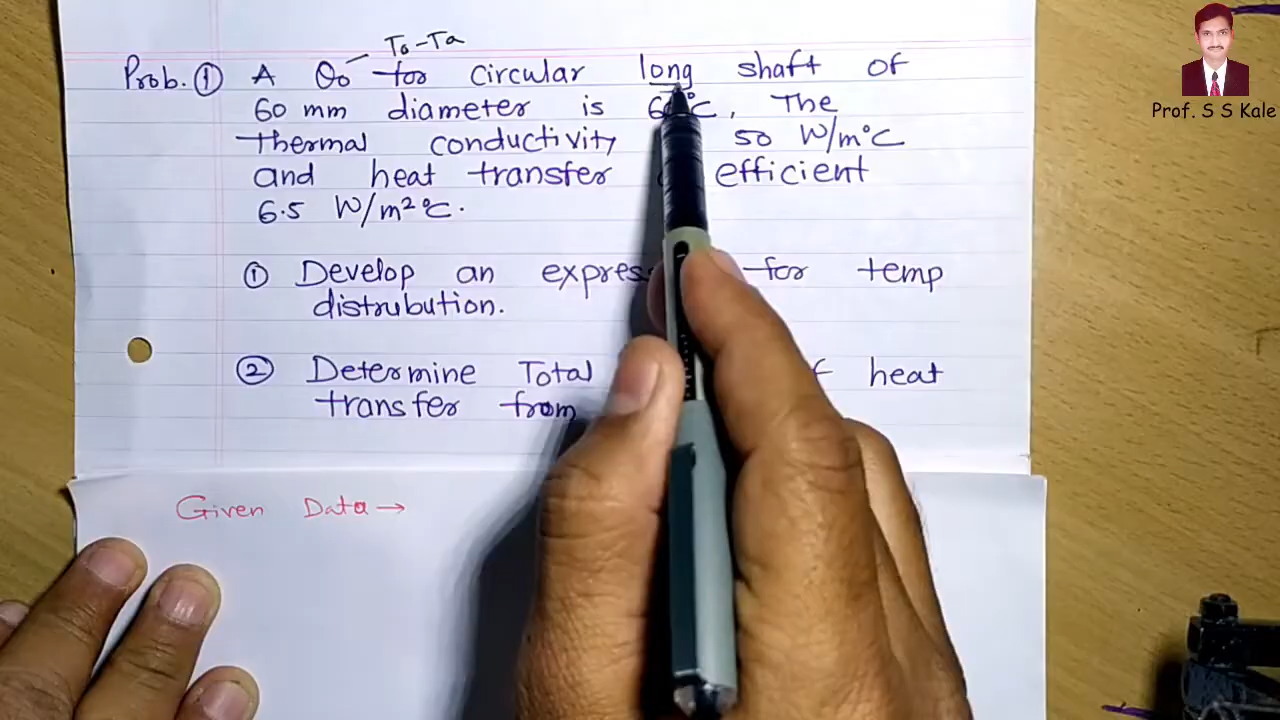 To-Ta
Prob. ① A θo for circular long shaft of
60 mm diameter is °C. The
thermal conductivity 50 W/m°C
and heat transfer efficient
6.5 W/m²°C.
① Develop an for temp
distrubution.
② Determine Total heat
transfer from
Given Data→
Prof. S S Kale